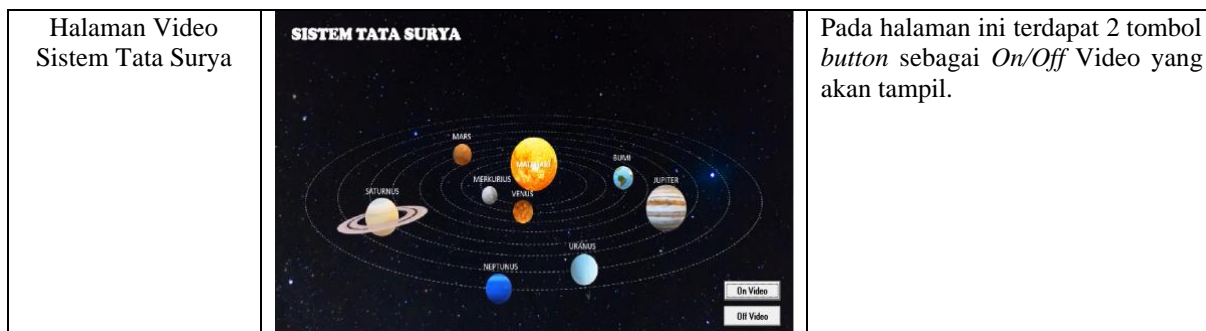 Halaman Video
Sistem Tata Surya
SISTEM TATA SURYA
MARS
MATAHARI
BUMI
MERKURIUS
JUPITER
SATURNUS
VENUS
URANUS
NEPTUNUS
On Video
Off Video
Pada halaman ini terdapat 2 tombol
button sebagai On/Off Video yang
akan tampil.